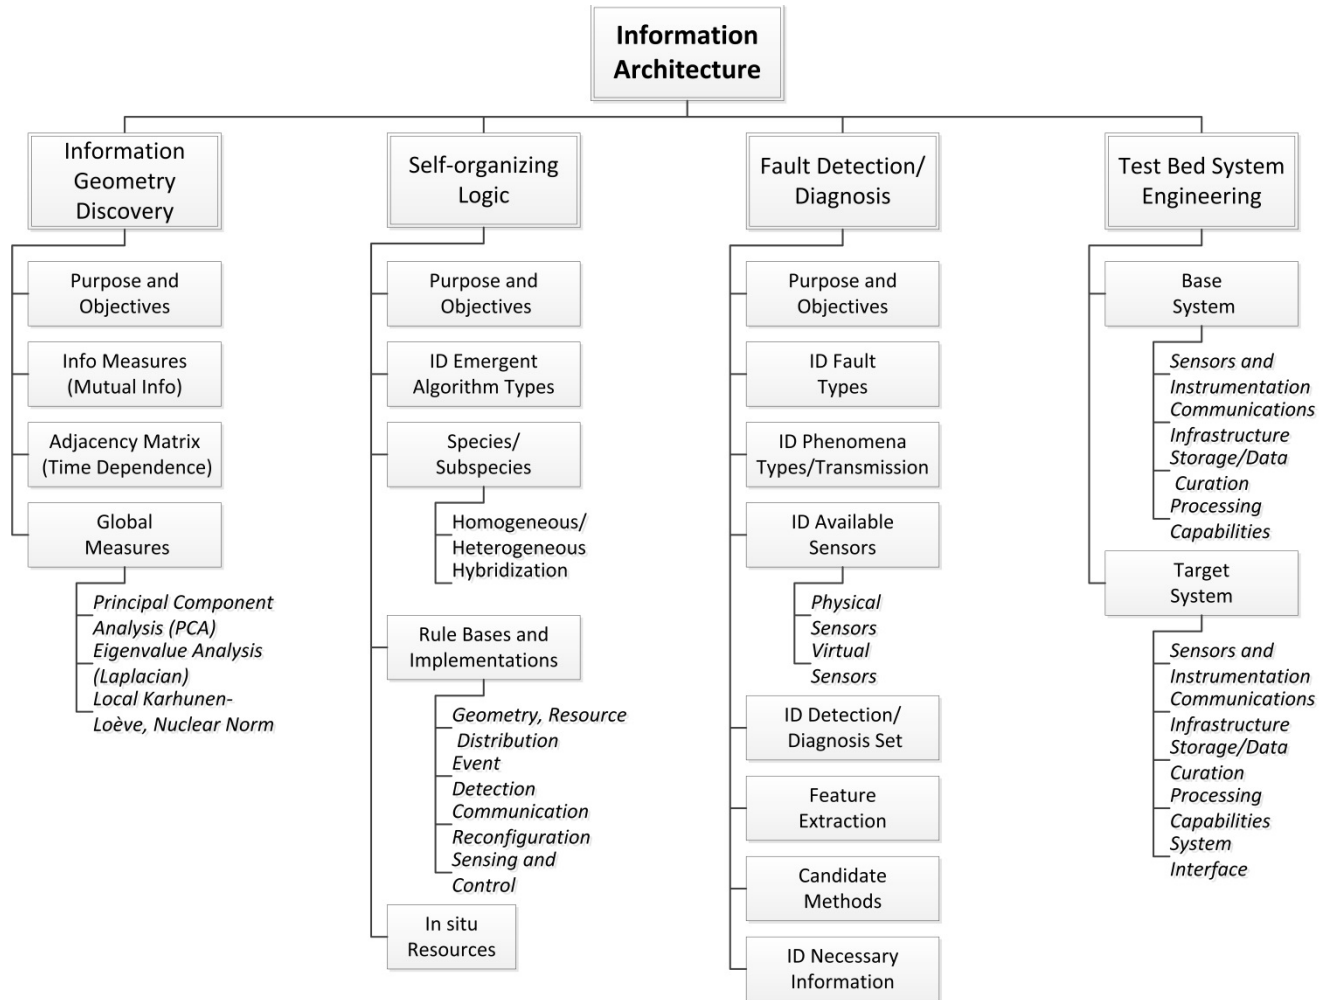 Information
Architecture
Information
Geometry
Discovery
Purpose and
Objectives
Info Measures
(Mutual Info)
Adjacency Matrix
(Time Dependence)
Global
Measures
Principal Component
Analysis (PCA)
Eigenvalue Analysis
(Laplacian)
Local Karhunen-
Loève, Nuclear Norm
Self-organizing
Logic
Purpose and
Objectives
ID Emergent
Algorithm Types
Species/
Subspecies
Homogeneous/
Heterogeneous
Hybridization
Rule Bases and
Implementations
Geometry, Resource
Distribution
Event
Detection
Communication
Reconfiguration
Sensing and
Control
In situ
Resources
Fault Detection/
Diagnosis
Purpose and
Objectives
ID Fault
Types
ID Phenomena
Types/Transmission
ID Available
Sensors
Physical
Sensors
Virtual
Sensors
ID Detection/
Diagnosis Set
Feature
Extraction
Candidate
Methods
ID Necessary
Information
Test Bed System
Engineering
Base
System
Sensors and
Instrumentation
Communications
Infrastructure
Storage/Data
Curation
Processing
Capabilities
Target
System
Sensors and
Instrumentation
Communications
Infrastructure
Storage/Data
Curation
Processing
Capabilities
System
Interface